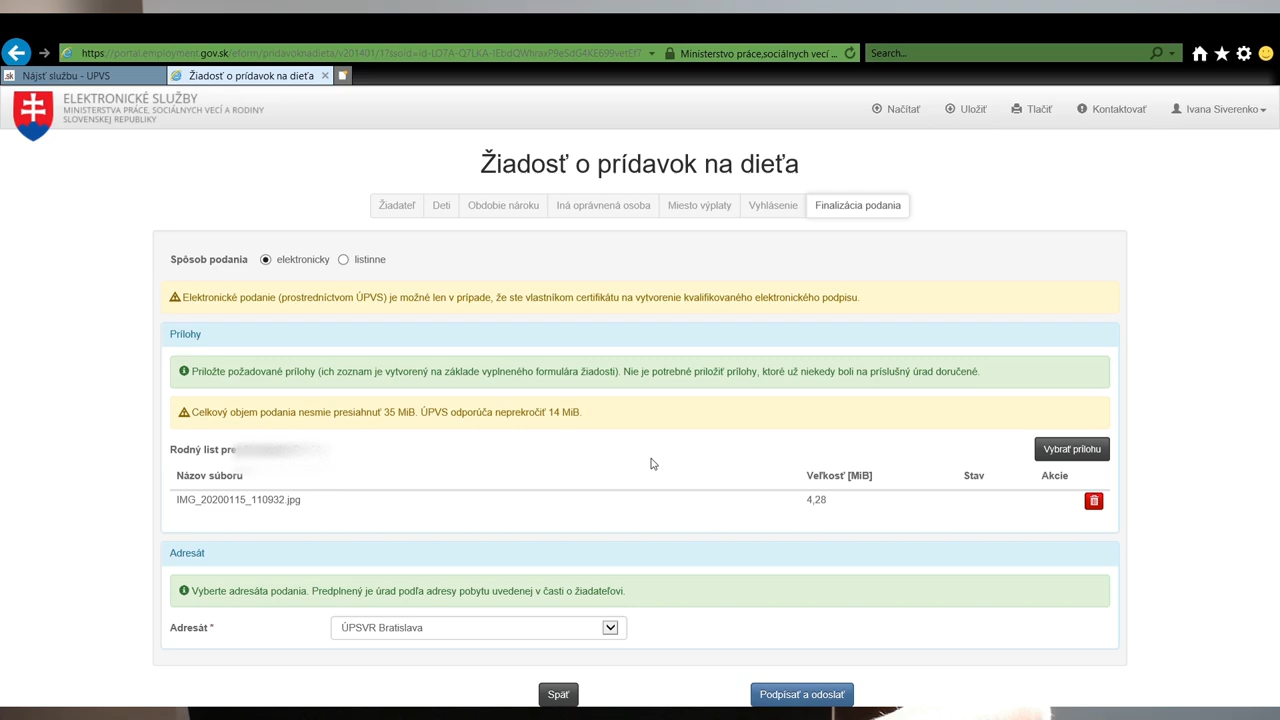 https://portal.employment.gov.sk/eform/pridavoknadieta/v201401/1?ssoid=
Ministerstvo práce,sociálnych vecí ...
Search...
Nájsť službu - ÚPVS
Žiadosť o prídavok na dieťa
ELEKTRONICKÉ SLUŽBY
MINISTERSTVA PRÁCE, SOCIÁLNYCH VECÍ A RODINY
SLOVENSKEJ REPUBLIKY
Načítať
Uložiť
Tlačiť
Kontaktovať
Ivana Siverenko
Žiadosť o prídavok na dieťa
Žiadateľ
Deti
Obdobie nároku
Iná oprávnená osoba
Miesto výplaty
Vyhlásenie
Finalizácia podania
Spôsob podania elektronicky listinne
Elektronické podanie (prostredníctvom ÚPVS) je možné len v prípade, že ste vlastníkom certifikátu na vytvorenie kvalifikovaného elektronického podpisu.
Prílohy
Priložte požadované prílohy (ich zoznam je vytvorený na základe vyplneného formulára žiadosti). Nie je potrebné priložiť prílohy, ktoré už niekedy boli na príslušný úrad doručené.
Celkový objem podania nesmie presiahnuť 35 MiB. ÚPVS odporúča neprekročiť 14 MiB.
Rodný list pre
Vybrať prílohu
Názov súboru Veľkosť [MiB] Stav Akcie
IMG_20200115_110932.jpg 4,28
Adresát
Vyberte adresáta podania. Predplnený je úrad podľa adresy pobytu uvedenej v časti o žiadateľovi.
Adresát * ÚPSVR Bratislava
Späť
Podpísať a odoslať